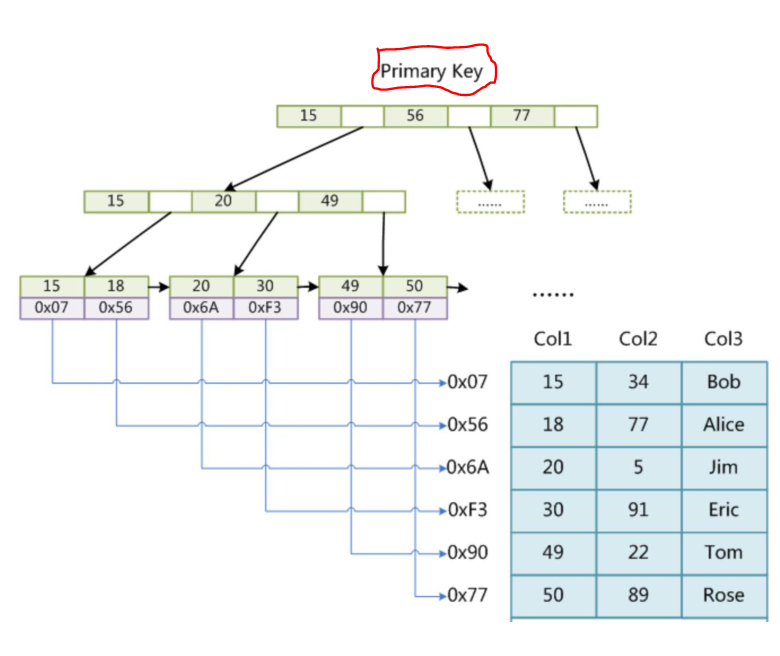 Primary Key
15 56 77
15 20 49 ...... ......
15 18 20 30 49 50
0x07 0x56 0x6A 0xF3 0x90 0x77
......
Col1 Col2 Col3
0x07 15 34 Bob
0x56 18 77 Alice
0x6A 20 5 Jim
0xF3 30 91 Eric
0x90 49 22 Tom
0x77 50 89 Rose